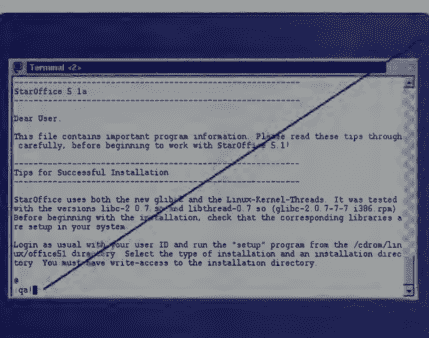 Terminal <2>
StarOffice 5 1a
Dear User.
This file contains important program information. Please read these tips through
carefully, before beginning to work with StarOffice 5.1!
Tips for Successful Installation
StarOffice uses both the new glibc and the Linux-Kernel-Threads. It was tested
with the versions libc-2 0 7 so and libthread-0.7 so (glibc-2 0.7-7-7 i386 rpm)
Before beginning with the installation, check that the corresponding libraries a
re setup in your system
Login as usual with your user ID and run the "setup" program from the /cdrom/lin
ux/office51 directory Select the type of installation and an installation direc
tory You must have write-access to the installation directory.
@
:qa!